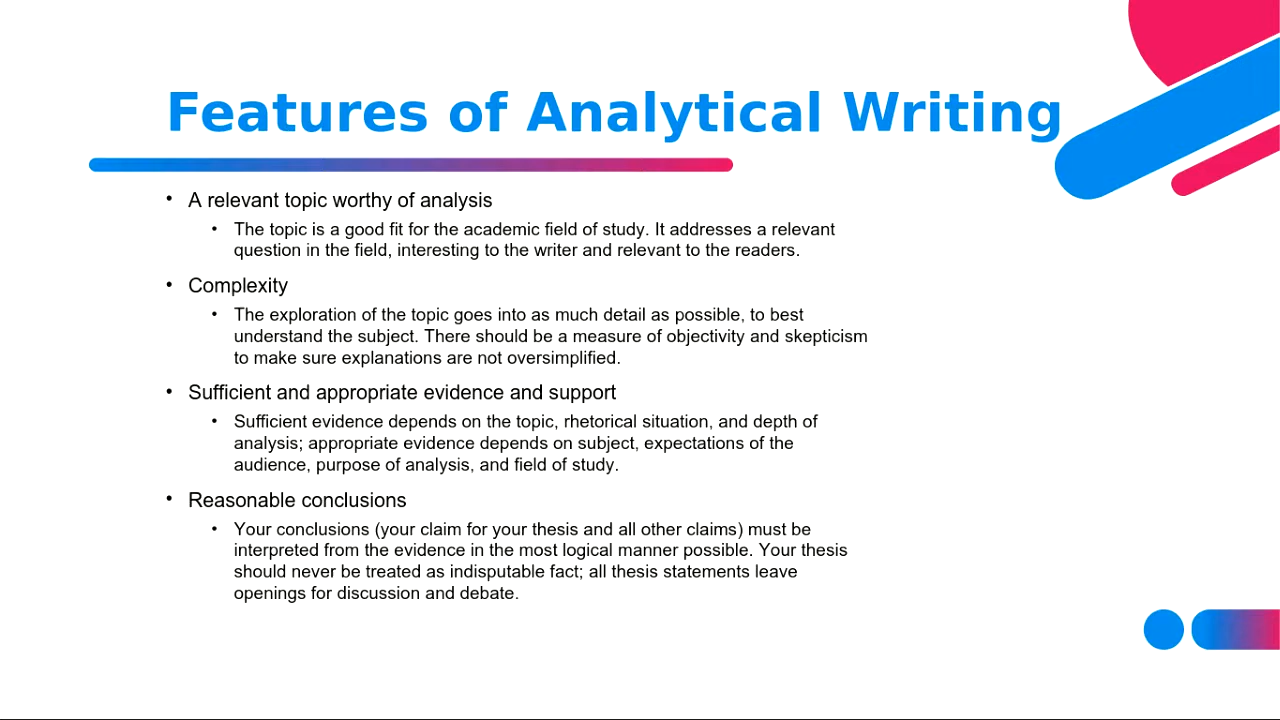 Features of Analytical Writing
• A relevant topic worthy of analysis
• The topic is a good fit for the academic field of study. It addresses a relevant
question in the field, interesting to the writer and relevant to the readers.
• Complexity
• The exploration of the topic goes into as much detail as possible, to best
understand the subject. There should be a measure of objectivity and skepticism
to make sure explanations are not oversimplified.
• Sufficient and appropriate evidence and support
• Sufficient evidence depends on the topic, rhetorical situation, and depth of
analysis; appropriate evidence depends on subject, expectations of the
audience, purpose of analysis, and field of study.
• Reasonable conclusions
• Your conclusions (your claim for your thesis and all other claims) must be
interpreted from the evidence in the most logical manner possible. Your thesis
should never be treated as indisputable fact; all thesis statements leave
openings for discussion and debate.